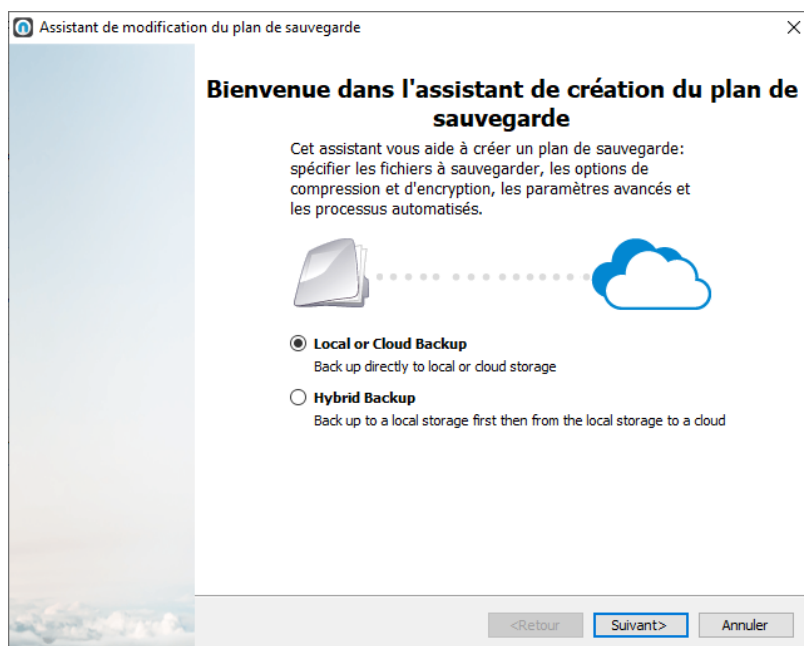 Assistant de modification du plan de sauvegarde
Bienvenue dans l'assistant de création du plan de
sauvegarde
Cet assistant vous aide à créer un plan de sauvegarde:
spécifier les fichiers à sauvegarder, les options de
compression et d'encryption, les paramètres avancés et
les processus automatisés.
Local or Cloud Backup
Back up directly to local or cloud storage
Hybrid Backup
Back up to a local storage first then from the local storage to a cloud
<Retour
Suivant>
Annuler